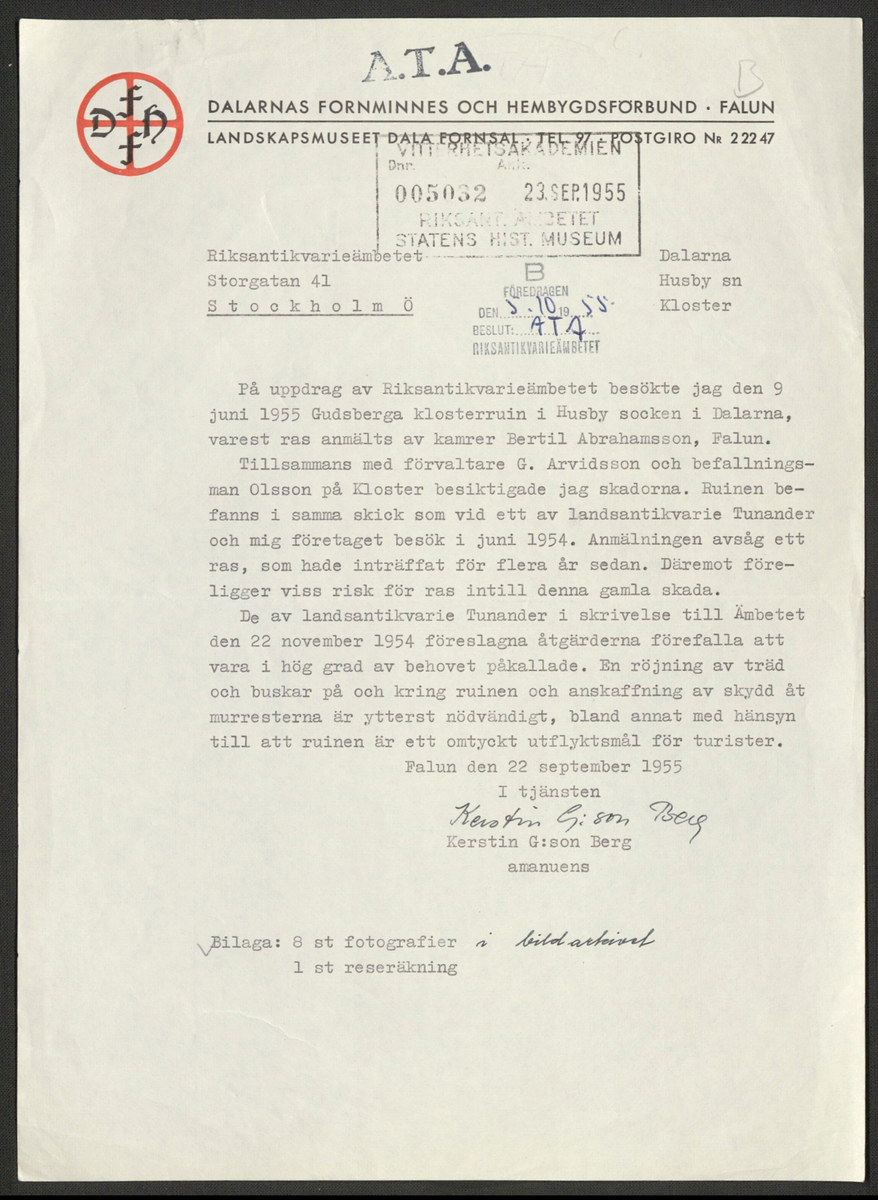 A.T.A.
B
D F H F
DALARNAS FORNMINNES OCH HEMBYGDSFÖRBUND · FALUN
LANDSKAPSMUSEET DALA FORNSAL · TEL. 97 · POSTGIRO NR 2 22 47
VITTERHETSAKADEMIEN
Dnr. Ank.
005032 23.SEP.1955
RIKSANT. ÄMBETET
STATENS HIST. MUSEUM
Riksantikvarieämbetet
Storgatan 41
Stockholm Ö
Dalarna
Husby sn
Kloster
B
FÖREDRAGEN
DEN 5.10 1955.
BESLUT: ATA
RIKSANTIKVARIEÄMBETET
På uppdrag av Riksantikvarieämbetet besökte jag den 9
juni 1955 Gudsberga klosterruin i Husby socken i Dalarna,
varest ras anmälts av kamrer Bertil Abrahamsson, Falun.
Tillsammans med förvaltare G. Arvidsson och befallnings-
man Olsson på Kloster besiktigade jag skadorna. Ruinen be-
fanns i samma skick som vid ett av landsantikvarie Tunander
och mig företaget besök i juni 1954. Anmälningen avsåg ett
ras, som hade inträffat för flera år sedan. Däremot före-
ligger viss risk för ras intill denna gamla skada.
De av landsantikvarie Tunander i skrivelse till Ämbetet
den 22 november 1954 föreslagna åtgärderna förefalla att
vara i hög grad av behovet påkallade. En röjning av träd
och buskar på och kring ruinen och anskaffning av skydd åt
murresterna är ytterst nödvändigt, bland annat med hänsyn
till att ruinen är ett omtyckt utflyktsmål för turister.
Falun den 22 september 1955
I tjänsten
Kerstin G:son Berg
Kerstin G:son Berg
amanuens
Bilaga: 8 st fotografier i bildarkivet
1 st reseräkning